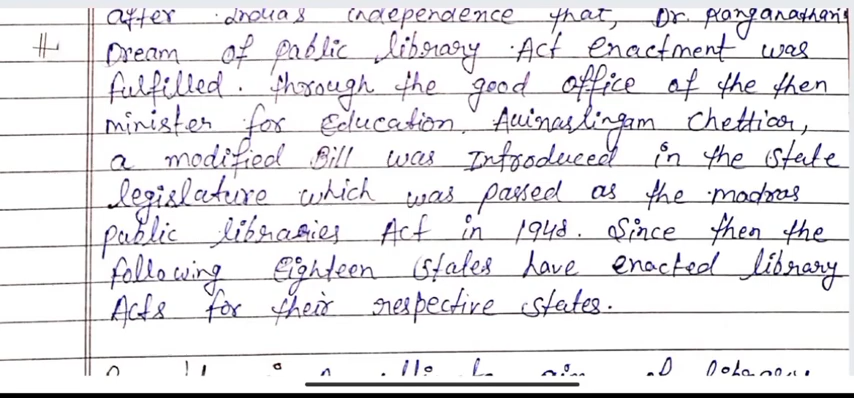 after India's independence that, Dr. Ranganathan's
#
Dream of public library Act enactment was
fulfilled. thorough the good office of the then
minister for Education, Avinaslingam Chettiar,
a modified Bill was Introduced in the state
legislature which was passed as the madras
public libraries Act in 1948. Since then the
following Eighteen states have enacted library
Acts for their respective states.